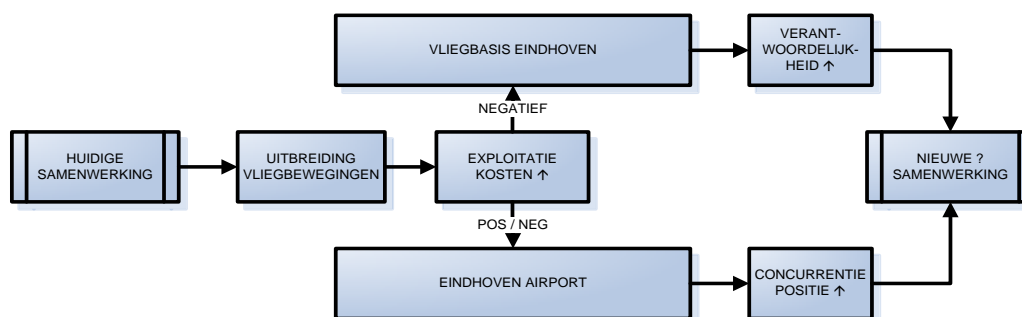 VLIEGBASIS EINDHOVEN
VERANT-
WOORDELIJK-
HEID ↑
NEGATIEF
HUIDIGE
SAMENWERKING
UITBREIDING
VLIEGBEWEGINGEN
EXPLOITATIE
KOSTEN ↑
NIEUWE ?
SAMENWERKING
POS / NEG
EINDHOVEN AIRPORT
CONCURRENTIE
POSITIE ↑